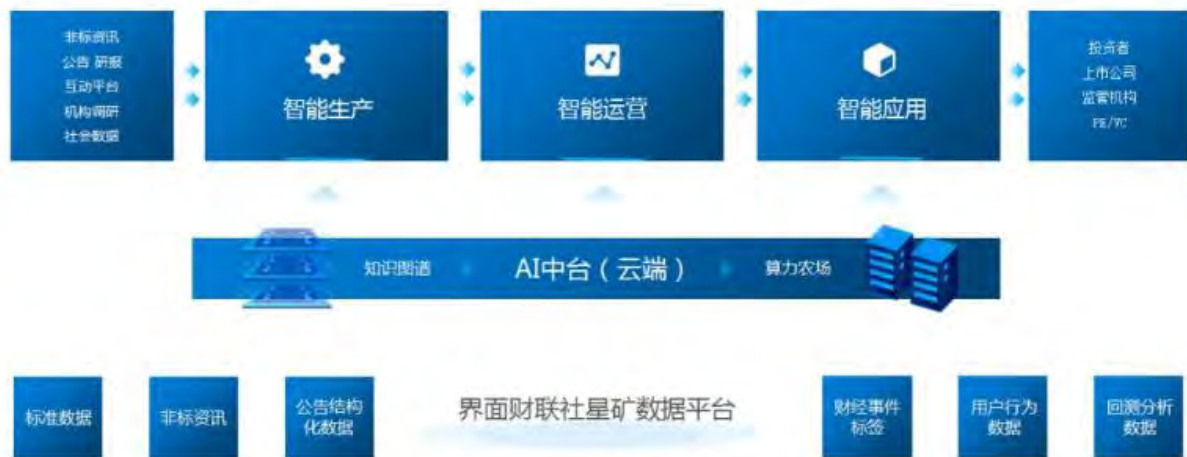 非标资讯
公告 研报
互动平台
机构调研
社会数据
智能生产
智能运营
智能应用
投资者
上市公司
监管机构
PE/VC
知识图谱
AI中台（云端）
算力农场
标准数据
非标资讯
公告结构
化数据
界面财联社星矿数据平台
财经事件
标签
用户行为
数据
回测分析
数据